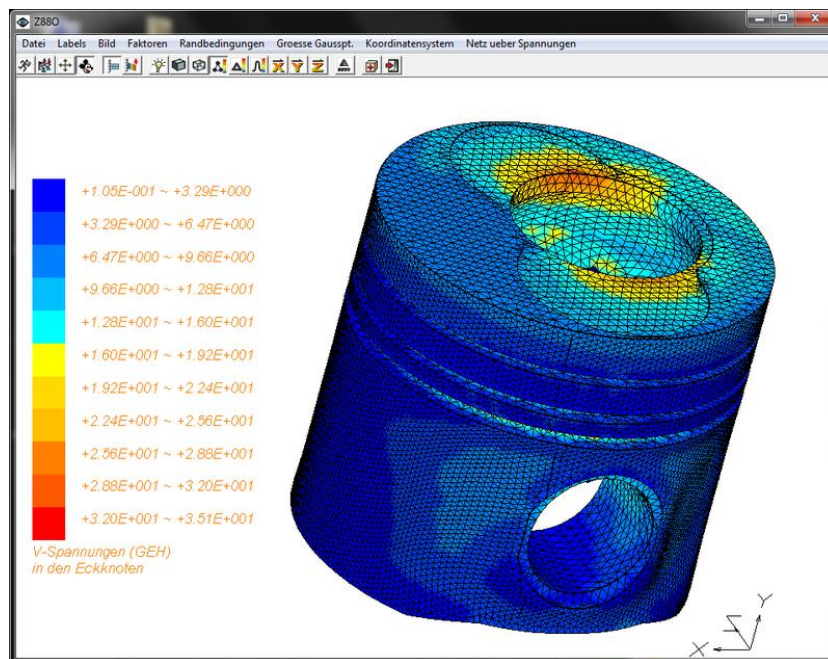 Z88O
Datei Labels Bild Faktoren Randbedingungen Groesse Gausspt. Koordinatensystem Netz ueber Spannungen
+1.05E-001 ~ +3.29E+000
+3.29E+000 ~ +6.47E+000
+6.47E+000 ~ +9.66E+000
+9.66E+000 ~ +1.28E+001
+1.28E+001 ~ +1.60E+001
+1.60E+001 ~ +1.92E+001
+1.92E+001 ~ +2.24E+001
+2.24E+001 ~ +2.56E+001
+2.56E+001 ~ +2.88E+001
+2.88E+001 ~ +3.20E+001
+3.20E+001 ~ +3.51E+001
V-Spannungen (GEH)
in den Eckknoten
Y
Z
X